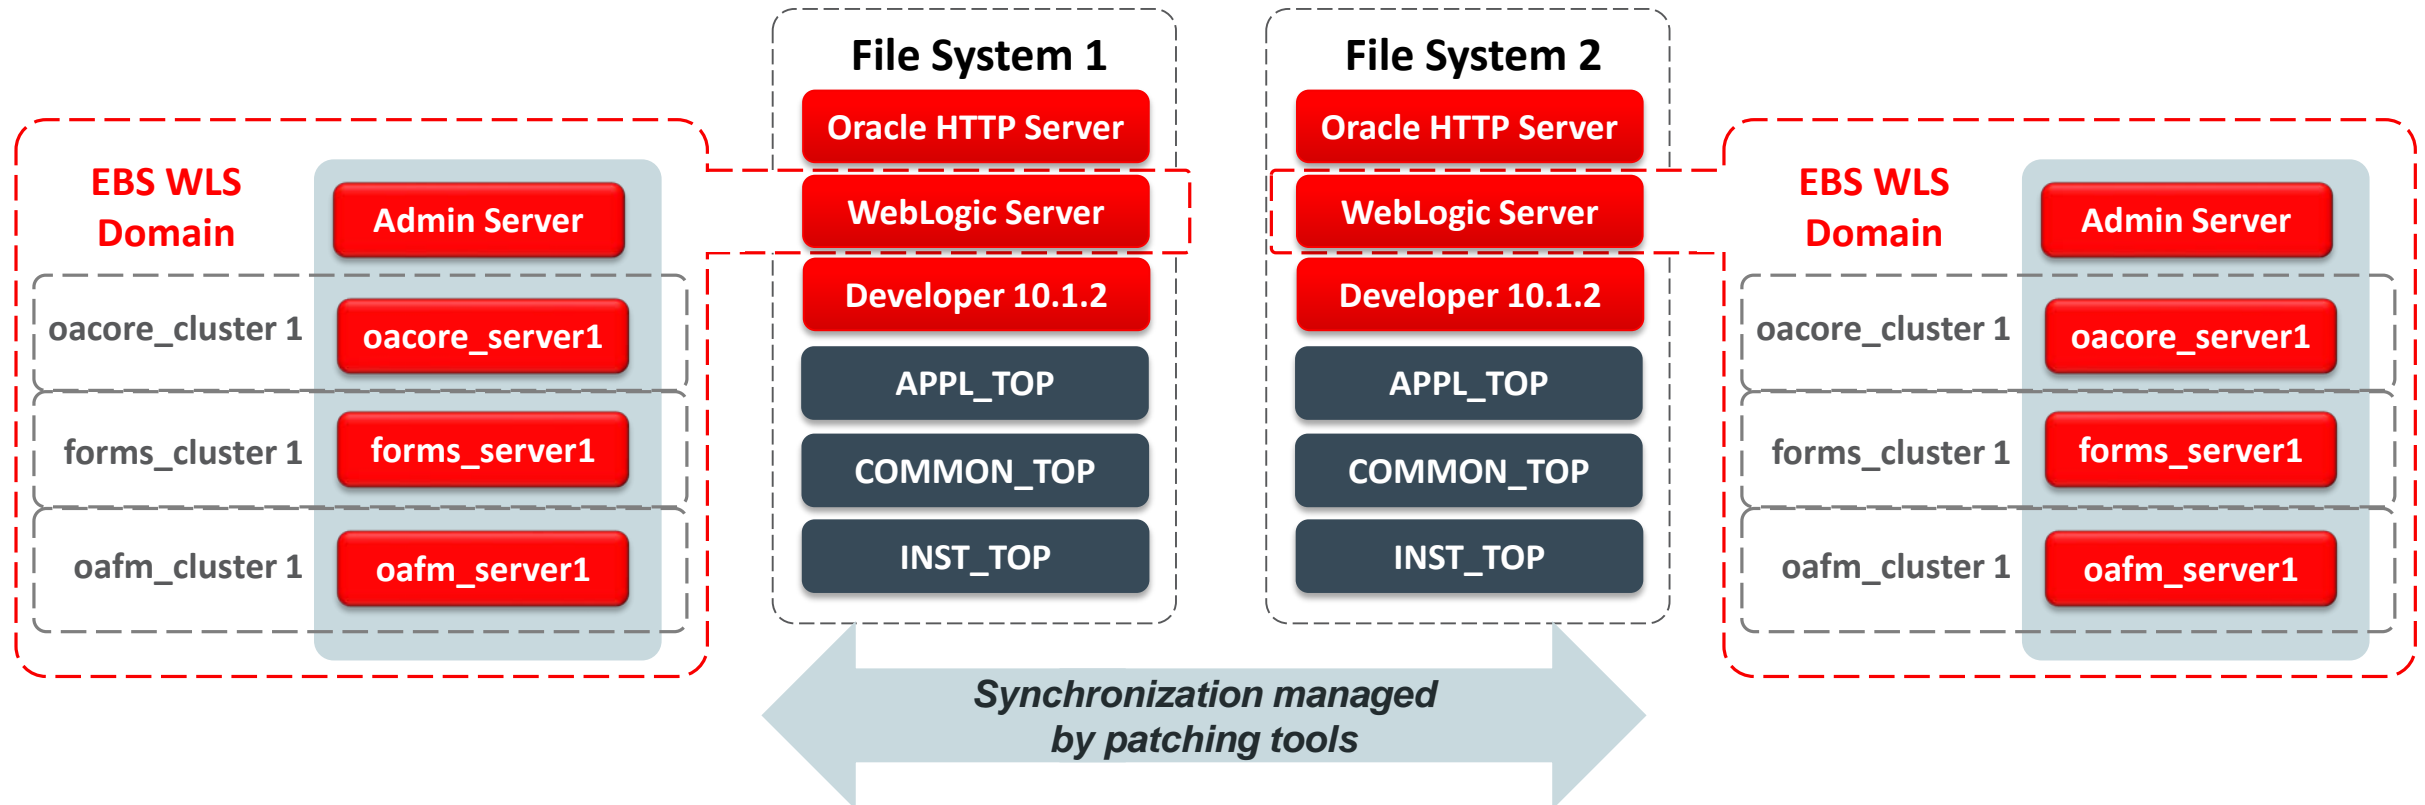 File System 1
Oracle HTTP Server
WebLogic Server
Developer 10.1.2
APPL_TOP
COMMON_TOP
INST_TOP
File System 2
Oracle HTTP Server
WebLogic Server
Developer 10.1.2
APPL_TOP
COMMON_TOP
INST_TOP
EBS WLS
Domain
Admin Server
oacore_cluster 1
oacore_server1
forms_cluster 1
forms_server1
oafm_cluster 1
oafm_server1
EBS WLS
Domain
Admin Server
oacore_cluster 1
oacore_server1
forms_cluster 1
forms_server1
oafm_cluster 1
oafm_server1
Synchronization managed
by patching tools